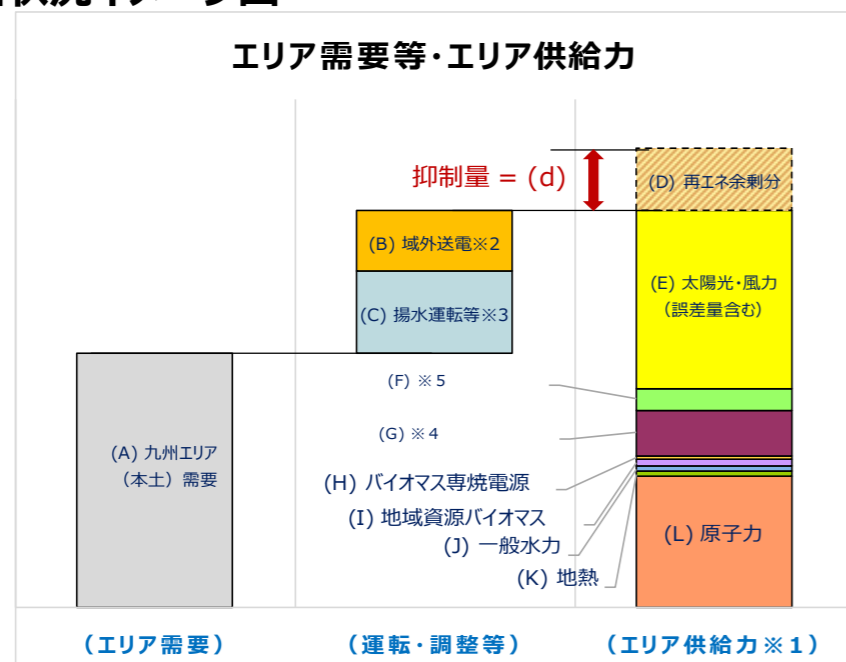 エリア需要等・エリア供給力
抑制量 = (d)
(D) 再エネ余剰分
(B) 域外送電※2
(C) 揚水運転等※3
(E) 太陽光・風力
（誤差量含む）
(F) ※5
(G) ※4
(A) 九州エリア
（本土）需要
(H) バイオマス専焼電源
(I) 地域資源バイオマス
(J) 一般水力
(K) 地熱
(L) 原子力
（エリア需要）
（運転・調整等）
（エリア供給力※1）